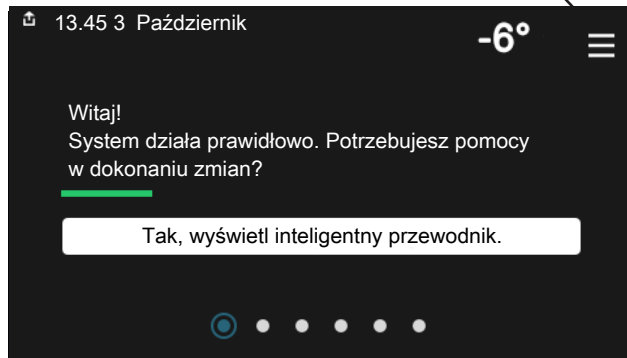 13.45 3 Październik
-6°
Witaj!
System działa prawidłowo. Potrzebujesz pomocy
w dokonaniu zmian?
Tak, wyświetl inteligentny przewodnik.